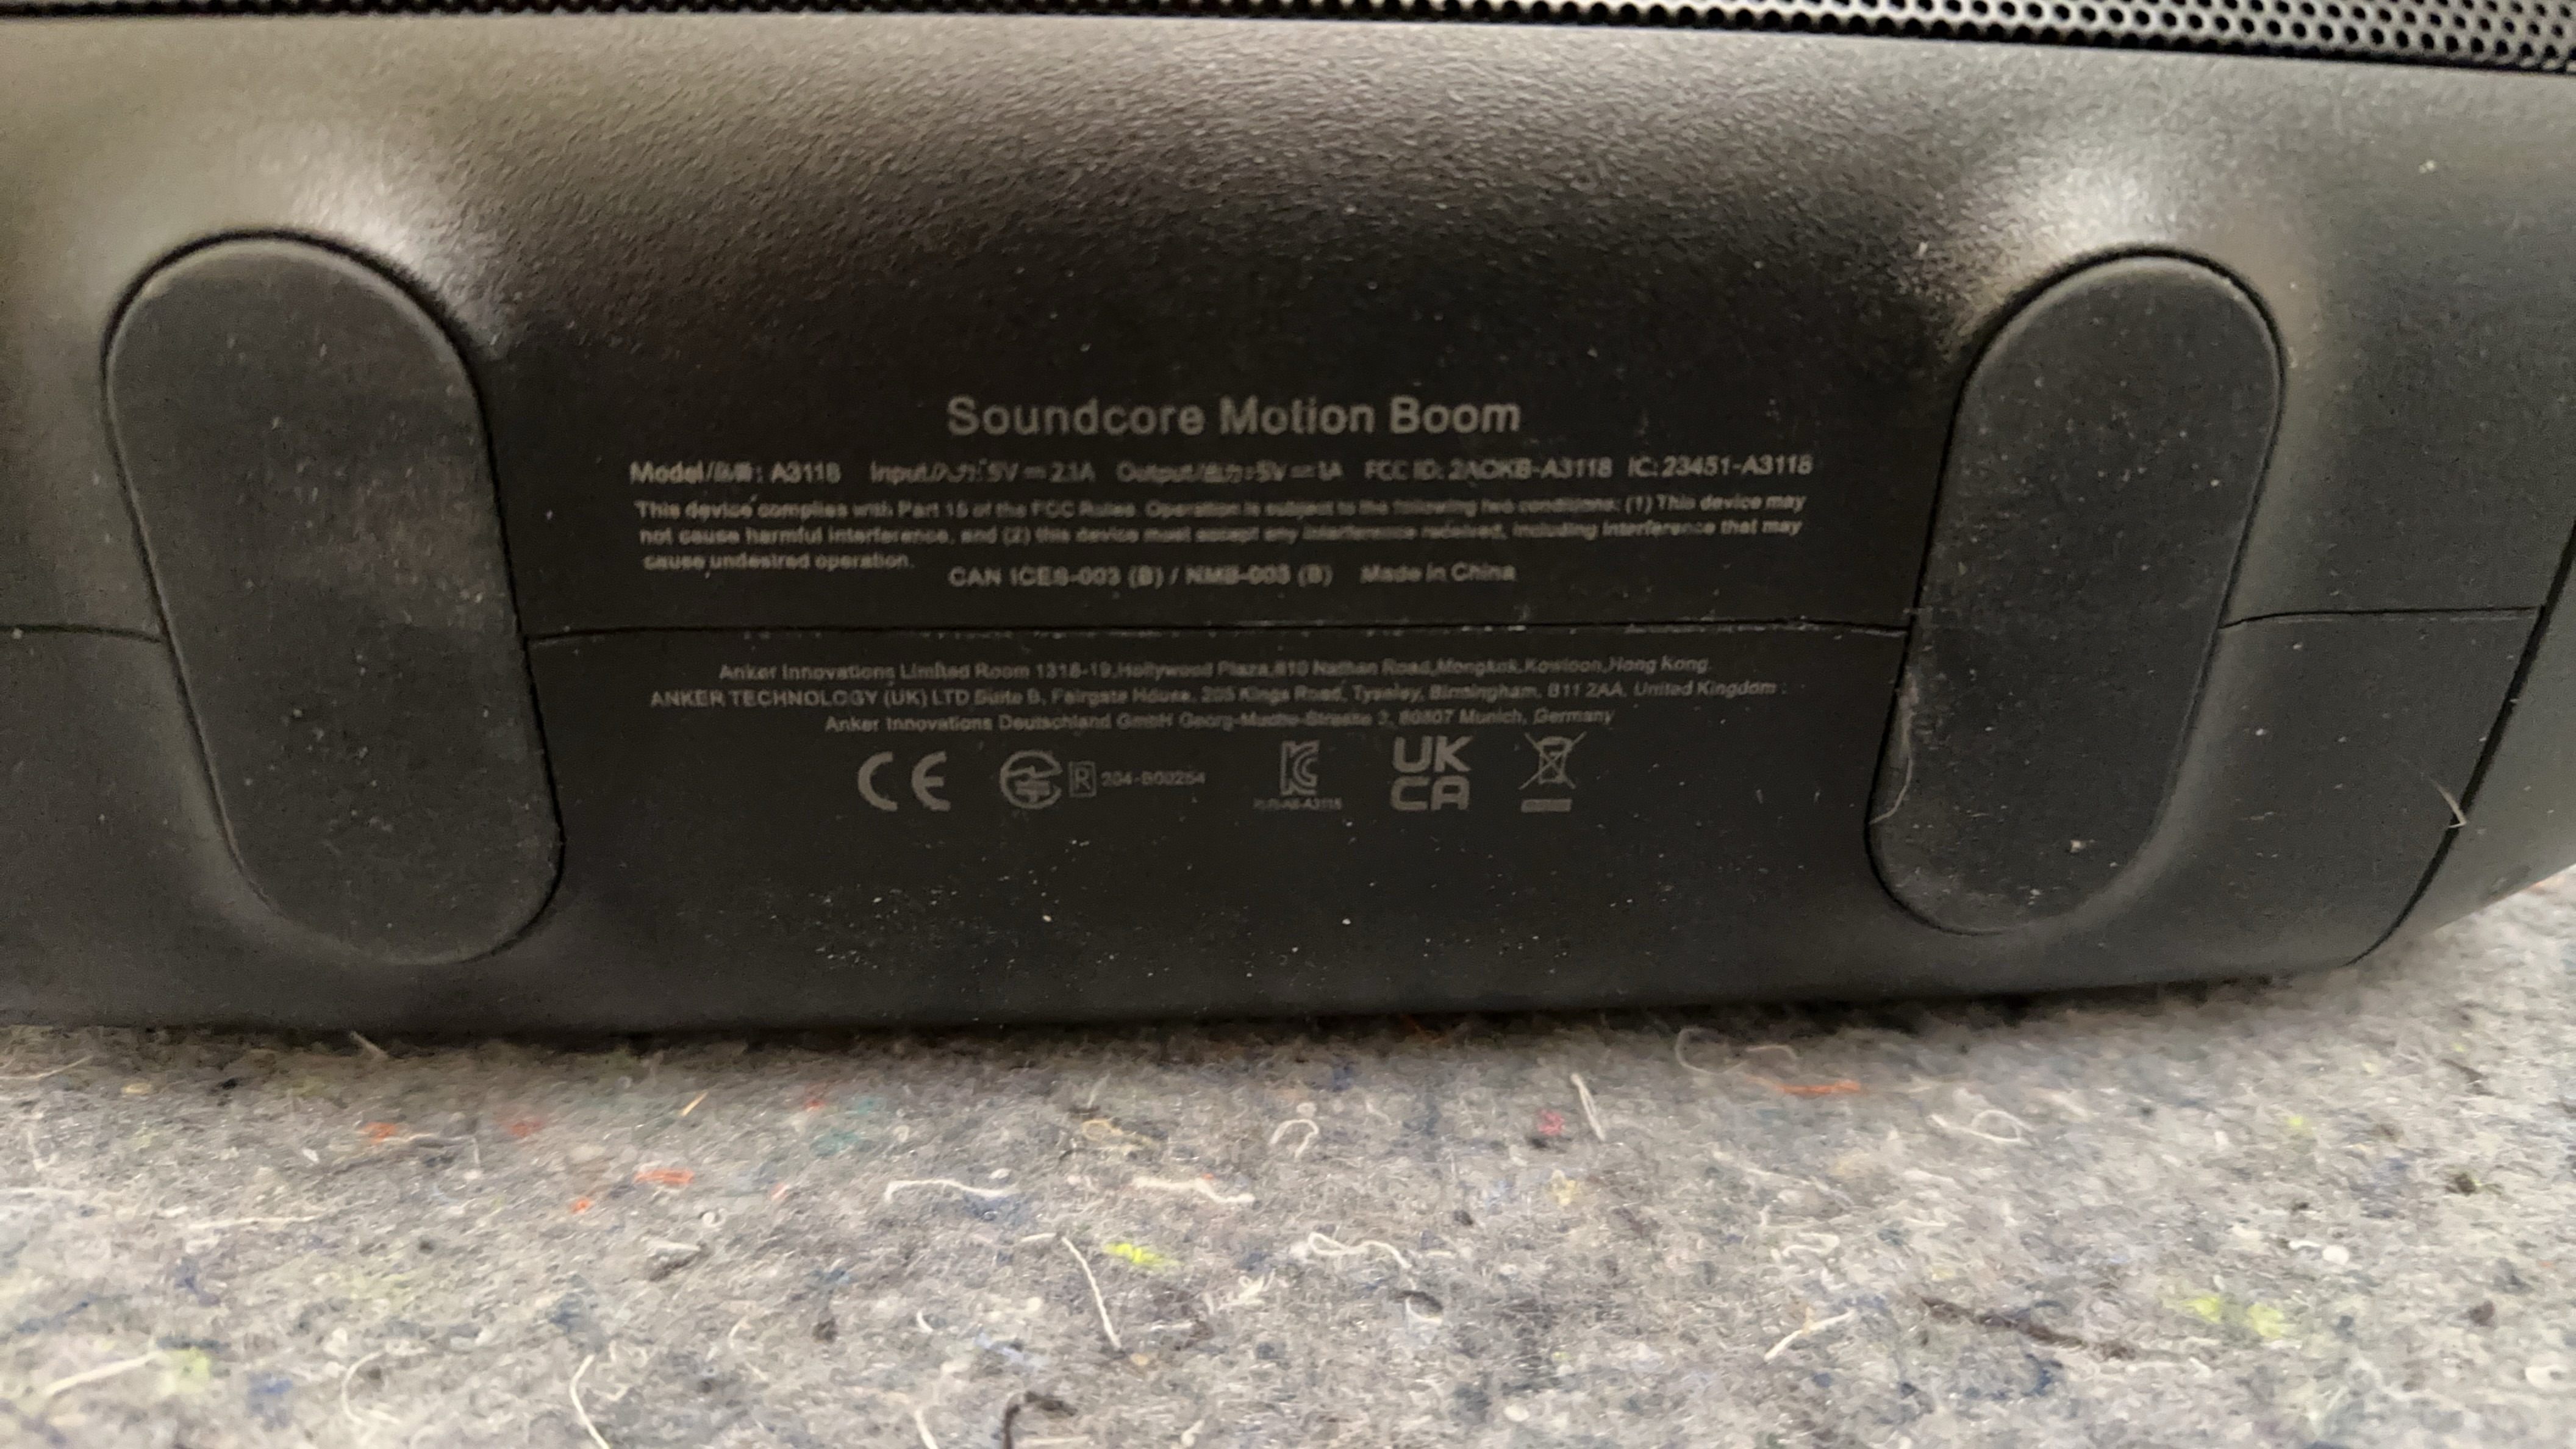 Soundcore Motion Boom
Model/型番: A3118 Input/入力: 5V ⎓ 2.1A Output/出力: 5V ⎓ 1A FCC ID: 2AOKB-A3118 IC: 23451-A3118
This device complies with Part 15 of the FCC Rules. Operation is subject to the following two conditions: (1) This device may
not cause harmful interference, and (2) this device must accept any interference received, including interference that may
cause undesired operation.
CAN ICES-003 (B) / NMB-003 (B) Made in China
Anker Innovations Limited Room 1318-19,Hollywood Plaza,610 Nathan Road,Mongkok,Kowloon,Hong Kong
ANKER TECHNOLOGY (UK) LTD Suite B, Fairgate House, 205 Kings Road, Tyseley, Birmingham, B11 2AA, United Kingdom
Anker Innovations Deutschland GmbH Georg-Muche-Strasse 3, 80807 Munich, Germany
CE R 204-B00254 UK
CA